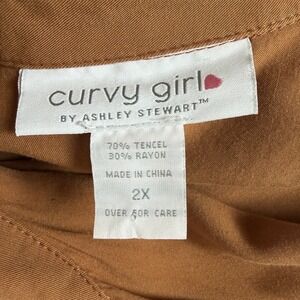 curvy girl
BY ASHLEY STEWART™
70% TENCEL
30% RAYON
MADE IN CHINA
2X
OVER FOR CARE